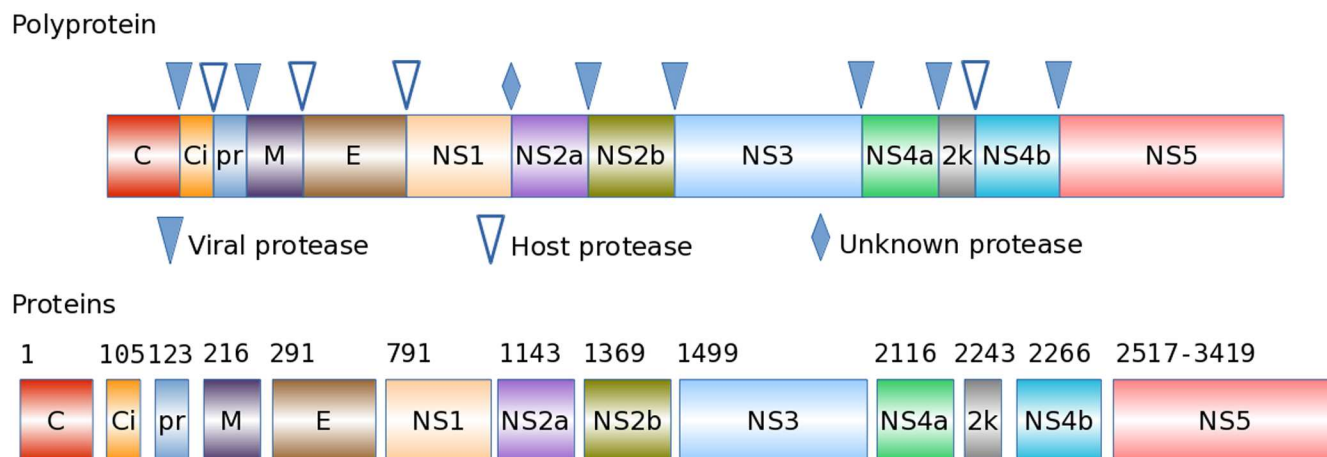 Polyprotein
C Ci pr M E NS1 NS2a NS2b NS3 NS4a 2k NS4b NS5
Viral protease Host protease Unknown protease
Proteins
1 105 123 216 291 791 1143 1369 1499 2116 2243 2266 2517-3419
C Ci pr M E NS1 NS2a NS2b NS3 NS4a 2k NS4b NS5